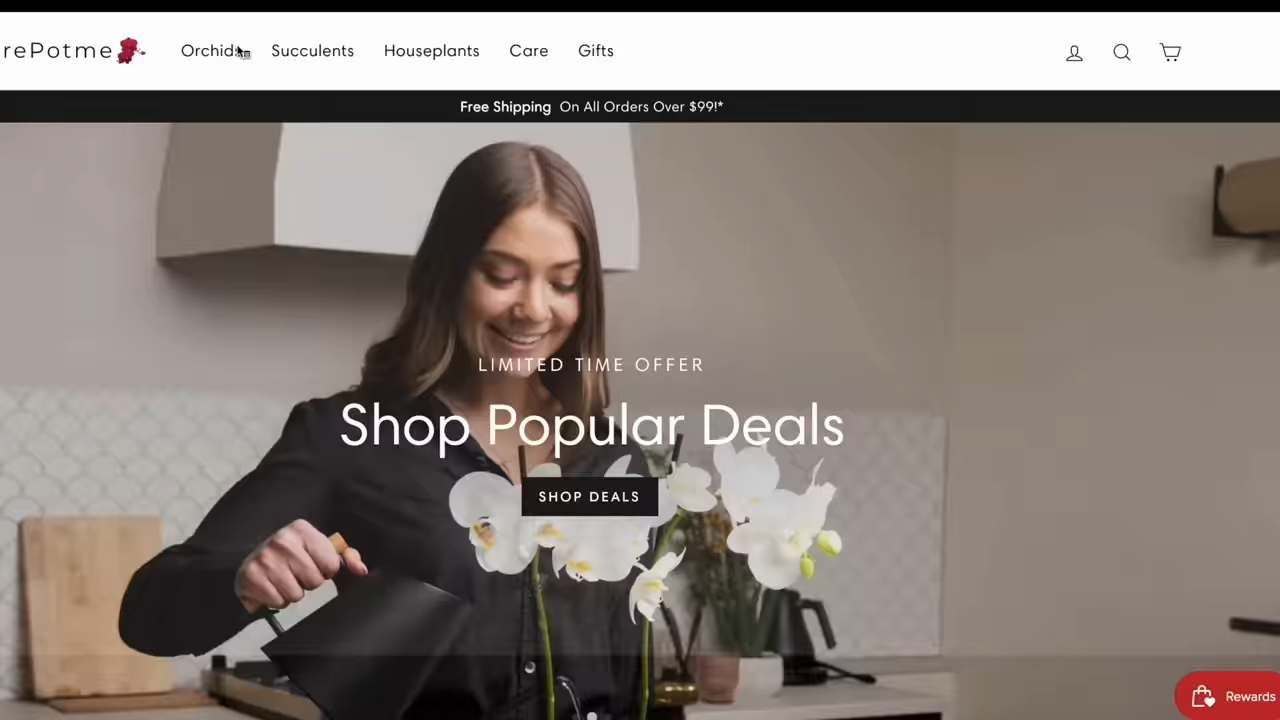 rePotme
Orchids Succulents Houseplants Care Gifts
Free Shipping On All Orders Over $99!*
LIMITED TIME OFFER
Shop Popular Deals
SHOP DEALS
Rewards